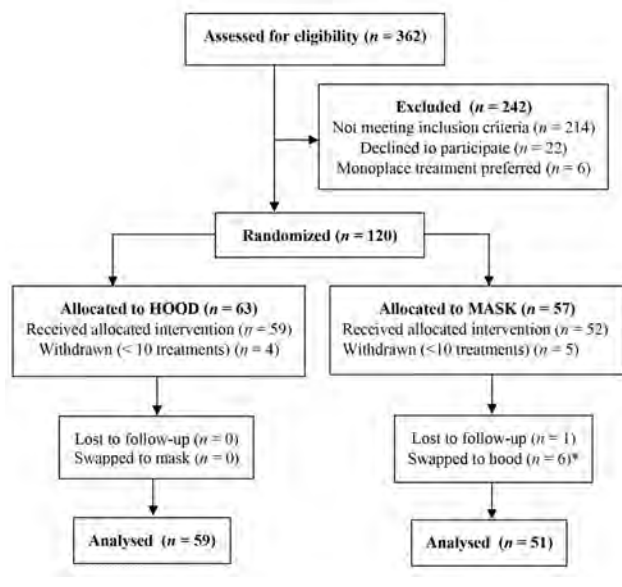 Assessed for eligibility (n = 362)
Excluded (n = 242)
Not meeting inclusion criteria (n = 214)
Declined to participate (n = 22)
Monoplace treatment preferred (n = 6)
Randomized (n = 120)
Allocated to HOOD (n = 63)
Received allocated intervention (n = 59)
Withdrawn (< 10 treatments) (n = 4)
Allocated to MASK (n = 57)
Received allocated intervention (n = 52)
Withdrawn (<10 treatments) (n = 5)
Lost to follow-up (n = 0)
Swapped to mask (n = 0)
Lost to follow-up (n = 1)
Swapped to hood (n = 6)*
Analysed (n = 59)
Analysed (n = 51)